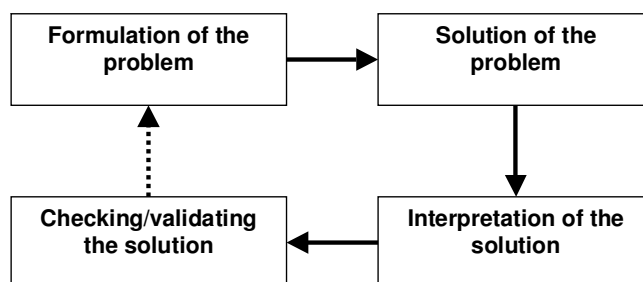 Formulation of the
problem
Solution of the
problem
Checking/validating
the solution
Interpretation of the
solution